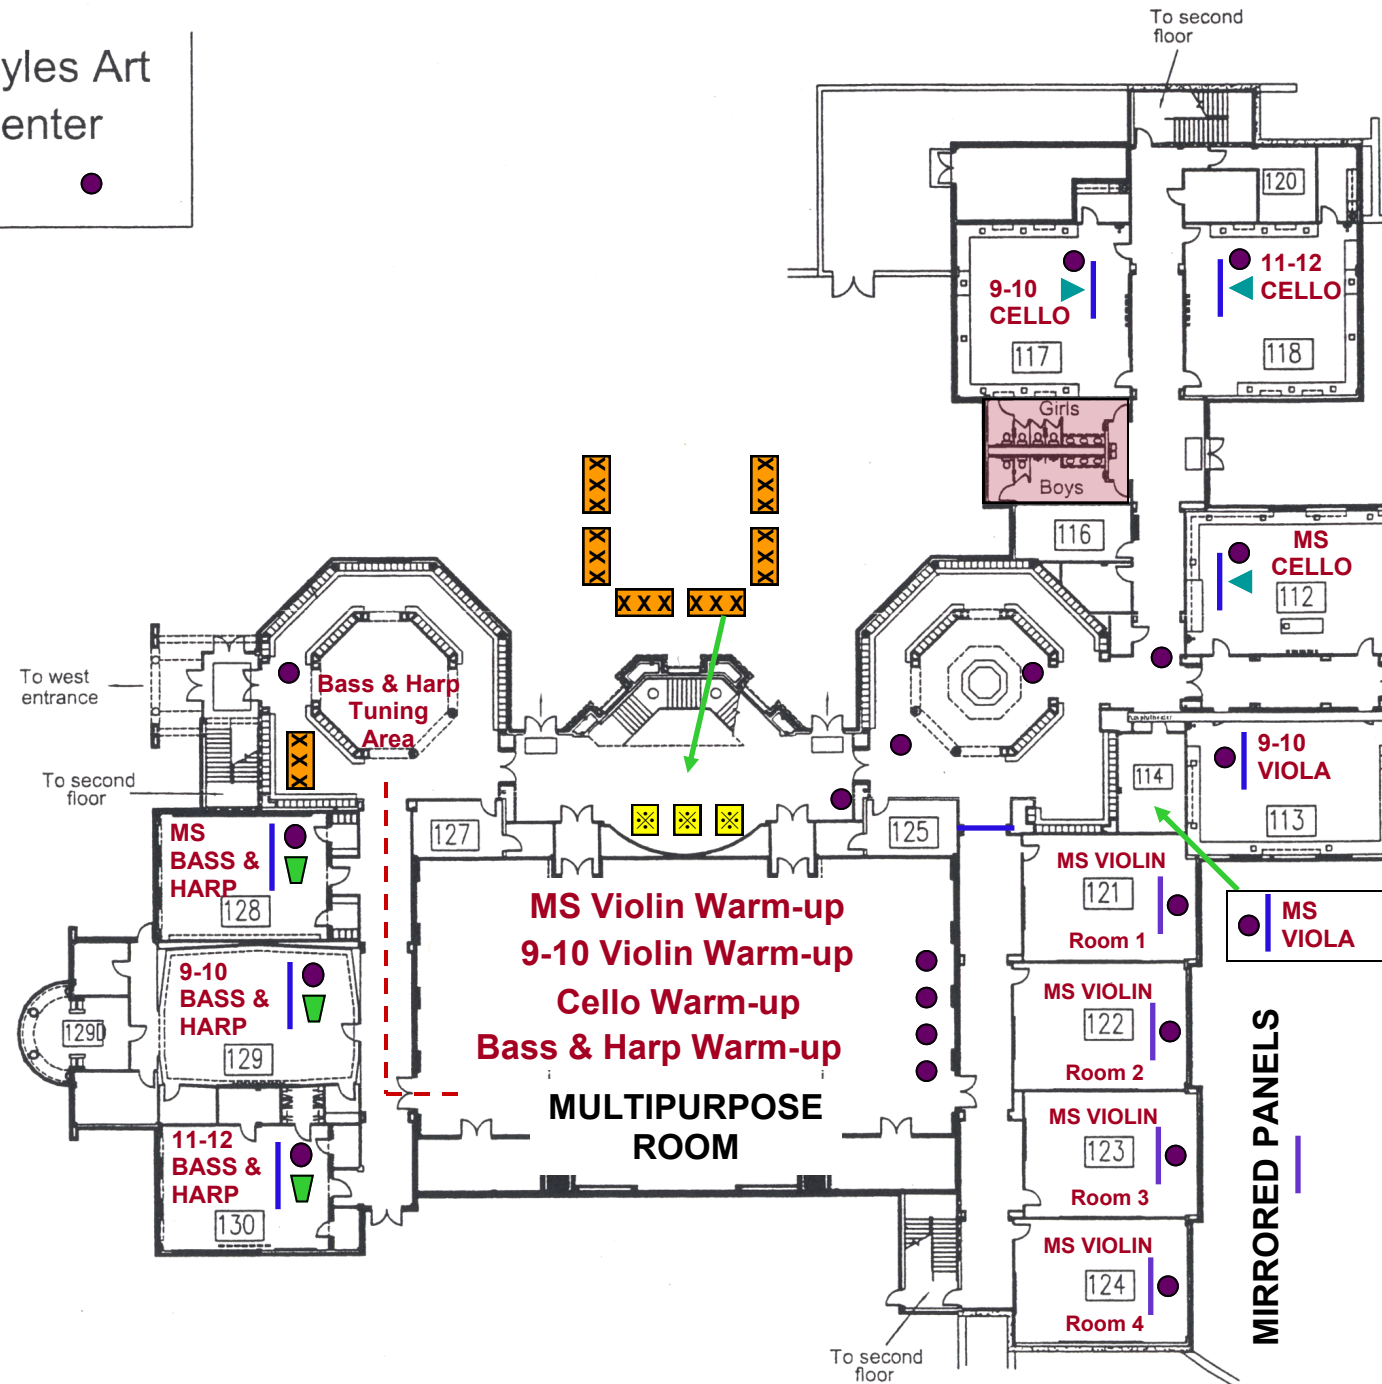 To second
floor
yles Art
enter
120
11-12
CELLO
9-10
CELLO
117
118
Girls
Boys
116
X X X
X X X
X X X
X X X
X X X
X X X
MS
CELLO
112
To west
entrance
Bass & Harp
Tuning
Area
X X X
To second
floor
9-10
VIOLA
114
113
127
125
MS
BASS &
HARP
128
MS VIOLIN
121
Room 1
MS
VIOLA
MS Violin Warm-up
9-10 Violin Warm-up
Cello Warm-up
Bass & Harp Warm-up
MULTIPURPOSE
ROOM
9-10
BASS &
HARP
129
129D
MS VIOLIN
122
Room 2
11-12
BASS &
HARP
130
MS VIOLIN
123
Room 3
MS VIOLIN
124
Room 4
MIRRORED PANELS
To second
floor